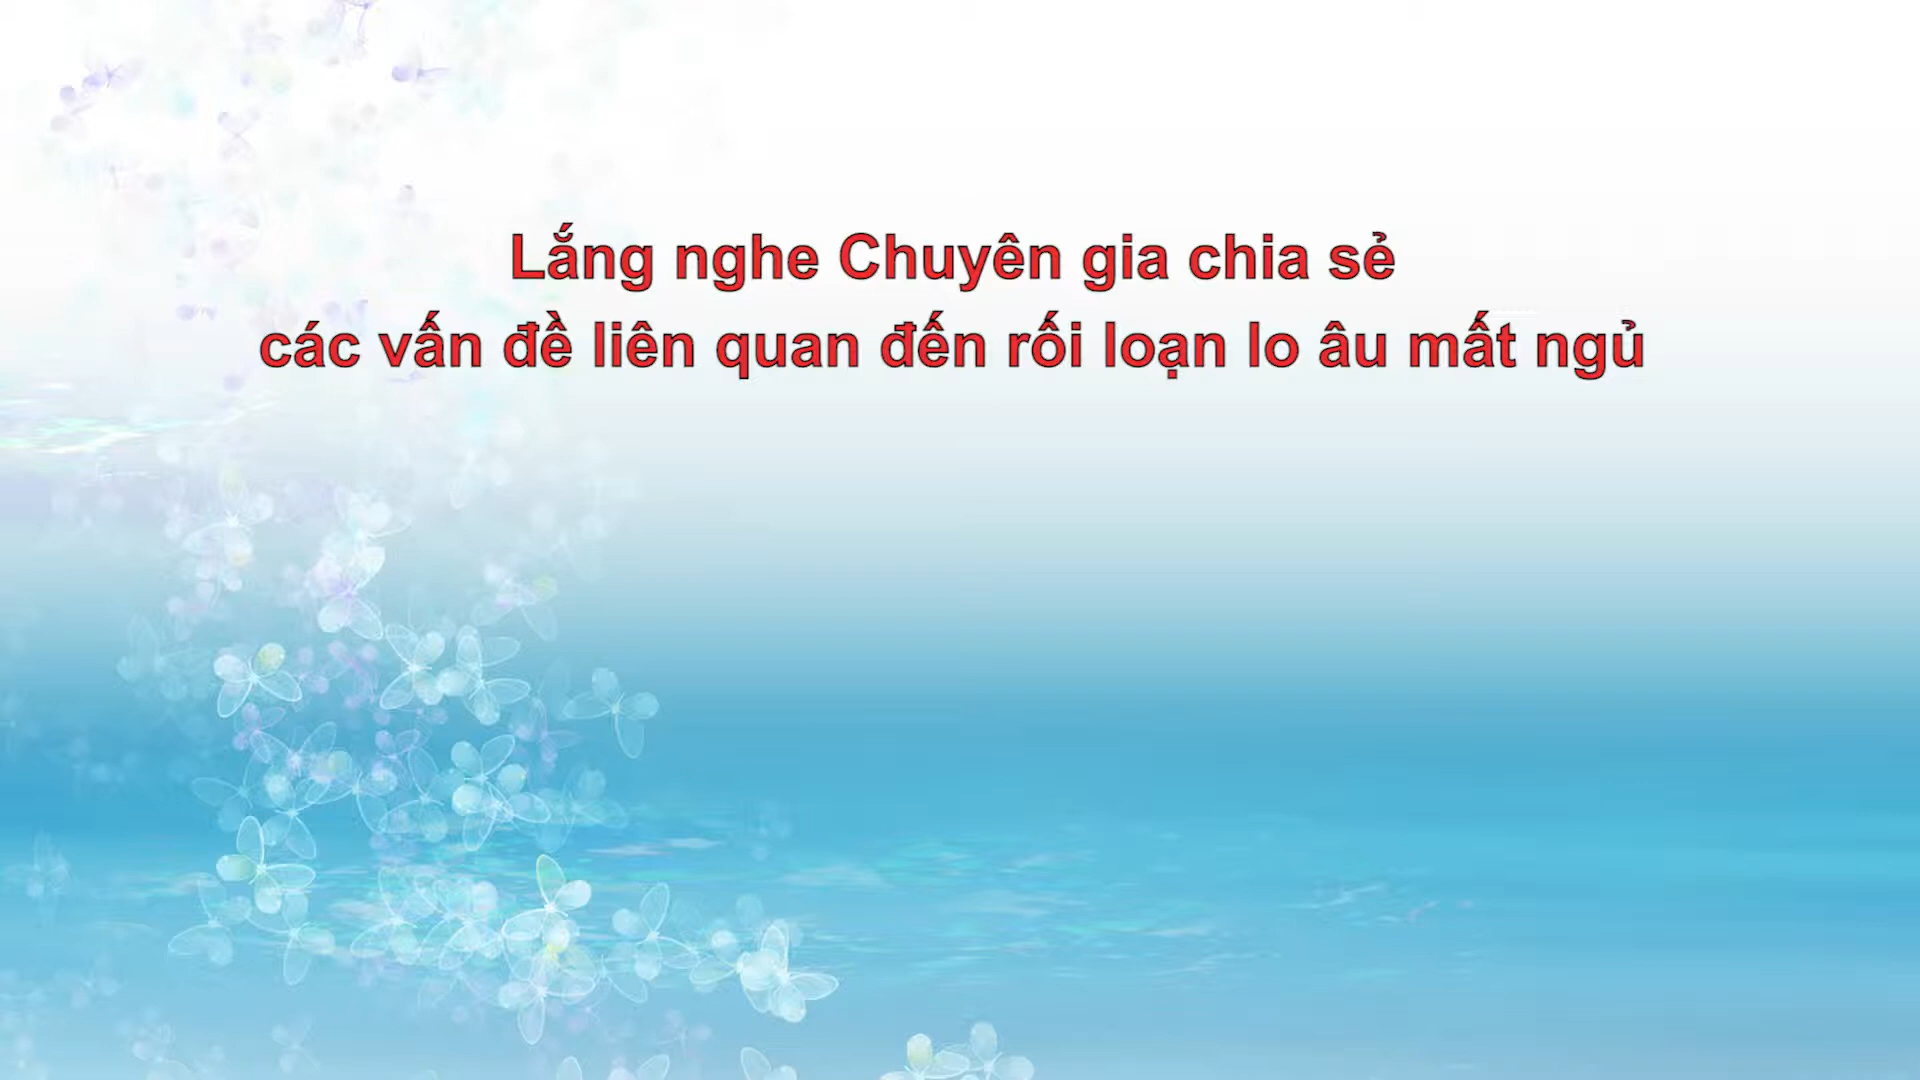 Lắng nghe Chuyên gia chia sẻ
các vấn đề liên quan đến rối loạn lo âu mất ngủ